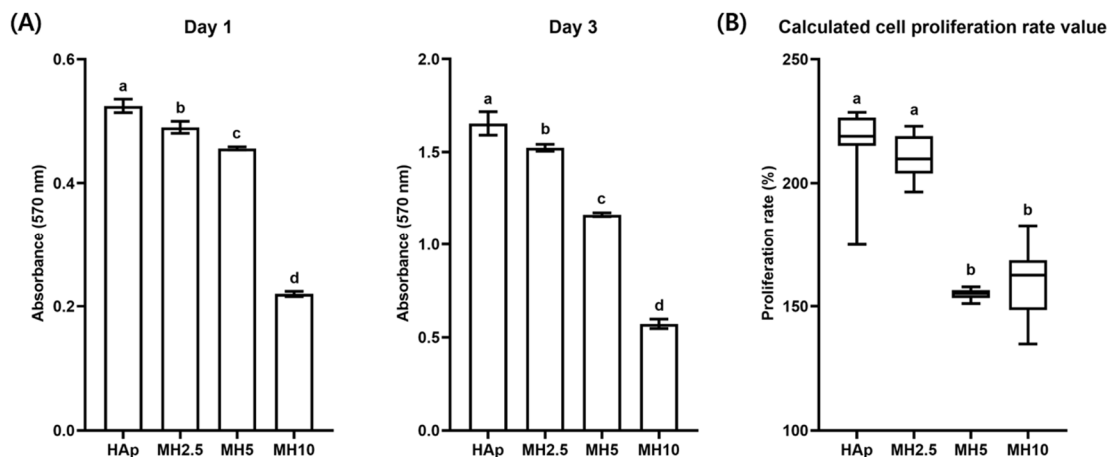 (A)
Day 1
Absorbance (570 nm)
0.6
0.4
0.2
0.0
a
b
c
d
HAp MH2.5 MH5 MH10
Day 3
Absorbance (570 nm)
2.0
1.5
1.0
0.5
0.0
a
b
c
d
HAp MH2.5 MH5 MH10
(B)
Calculated cell proliferation rate value
Proliferation rate (%)
250
200
150
100
a
a
b
b
HAp MH2.5 MH5 MH10